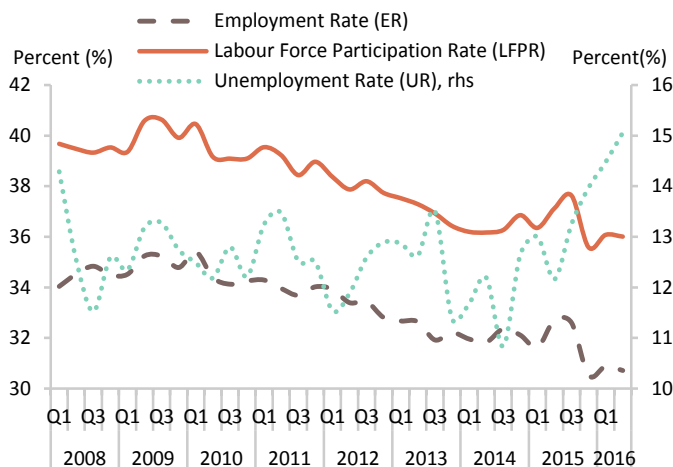 Employment Rate (ER)
Labour Force Participation Rate (LFPR)
Unemployment Rate (UR), rhs
Percent (%)
Percent(%)
42
40
38
36
34
32
30
16
15
14
13
12
11
10
Q1 Q3 Q1 Q3 Q1 Q3 Q1 Q3 Q1 Q3 Q1 Q3 Q1 Q3 Q1 Q3 Q1
2008 2009 2010 2011 2012 2013 2014 2015 2016